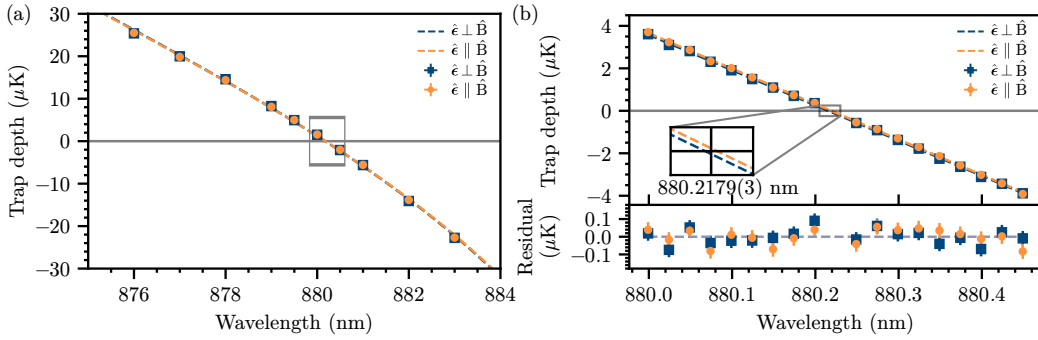 (a)
30
20
10
0
−10
−20
−30
Trap depth (μK)
876
878
880
882
884
Wavelength (nm)
ε̂ ⊥ B̂
ε̂ ∥ B̂
ε̂ ⊥ B̂
ε̂ ∥ B̂
(b)
4
2
0
−2
−4
Trap depth (μK)
ε̂ ⊥ B̂
ε̂ ∥ B̂
ε̂ ⊥ B̂
ε̂ ∥ B̂
880.2179(3) nm
0.1
0.0
−0.1
Residual
(μK)
880.0
880.1
880.2
880.3
880.4
Wavelength (nm)